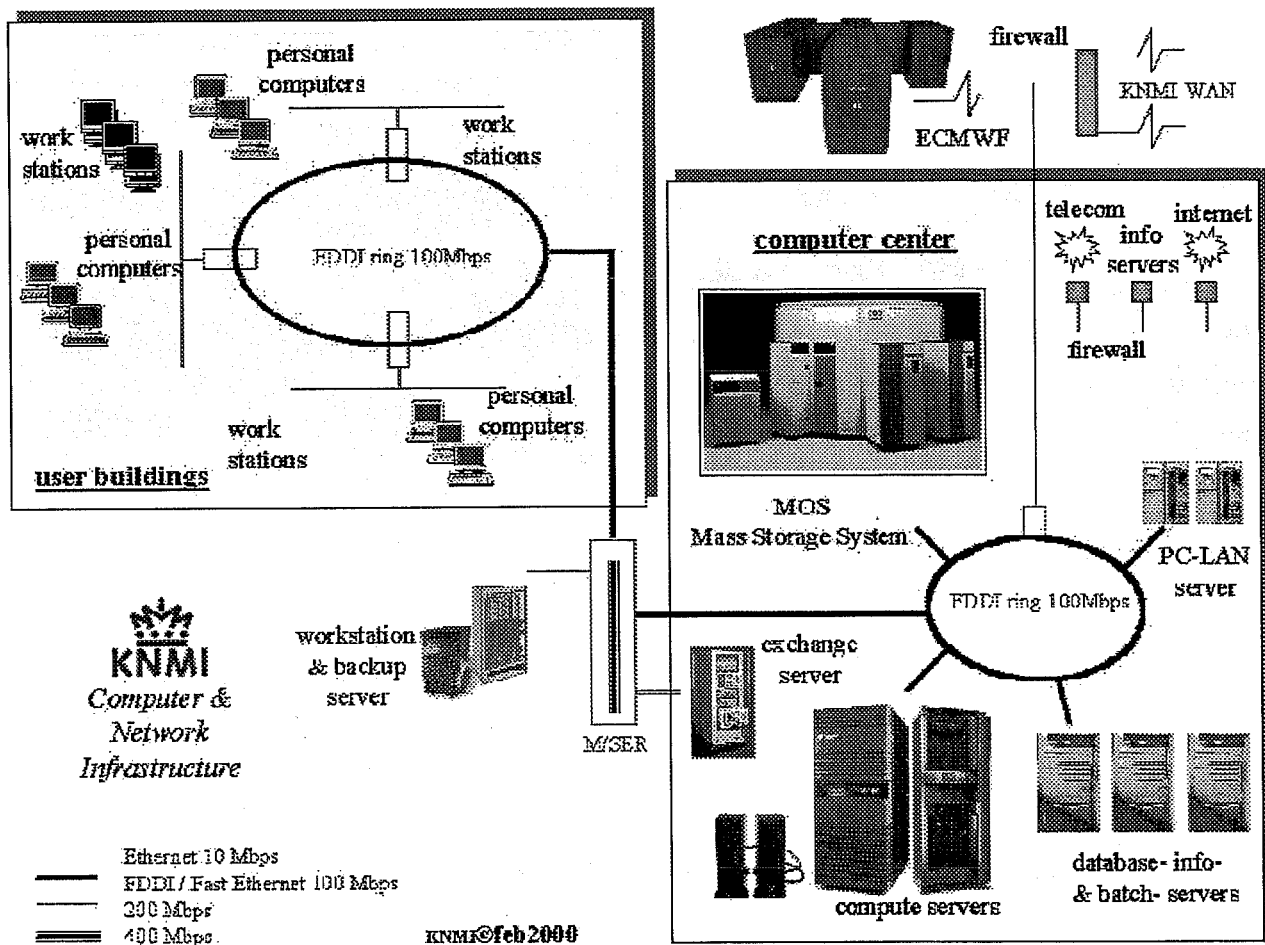 personal
computers
work
stations
work
stations
personal
computers
FDDI ring 100Mbps
personal
computers
work
stations
user buildings
firewall
KNMI WAN
ECMWF
telecom
internet
info
servers
firewall
computer center
MOS
Mass Storage System
PC-LAN
server
FDDI ring 100Mbps
workstation
& backup
server
exchange
server
M/SER
KNMI
Computer &
Network
Infrastructure
compute servers
database- info-
& batch- servers
Ethernet 10 Mbps
FDDI / Fast Ethernet 100 Mbps
200 Mbps
400 Mbps
KNMI©feb2000